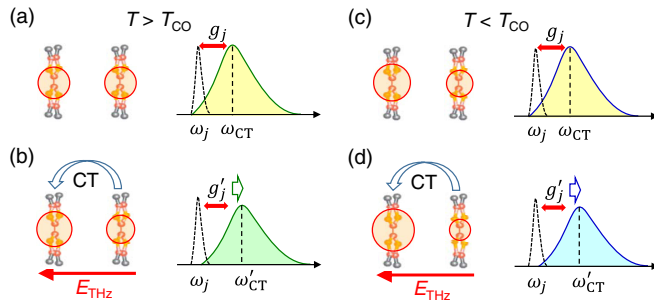 (a) T > T_CO g_j
ω_j ω_CT
(b) CT g′_j
E_THz ω_j ω′_CT
(c) T < T_CO g_j
ω_j ω_CT
(d) CT g′_j
E_THz ω_j ω′_CT